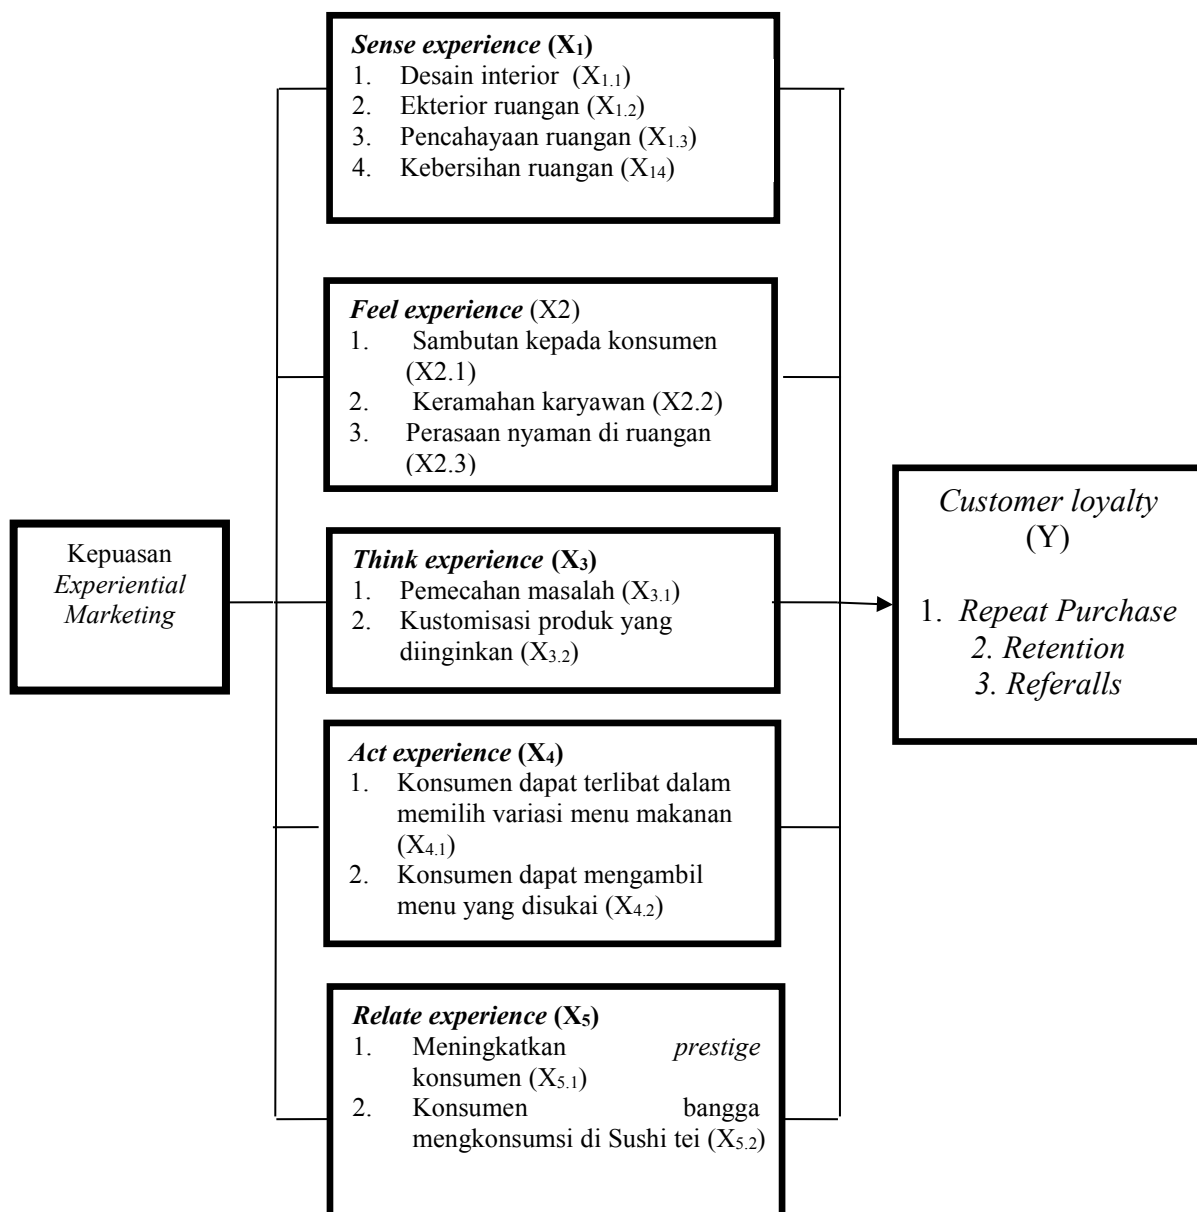 Sense experience (X1)
1. Desain interior (X1.1)
2. Ekterior ruangan (X1.2)
3. Pencahayaan ruangan (X1.3)
4. Kebersihan ruangan (X14)
Feel experience (X2)
1. Sambutan kepada konsumen
(X2.1)
2. Keramahan karyawan (X2.2)
3. Perasaan nyaman di ruangan
(X2.3)
Kepuasan
Experiential
Marketing
Think experience (X3)
1. Pemecahan masalah (X3.1)
2. Kustomisasi produk yang
diinginkan (X3.2)
Act experience (X4)
1. Konsumen dapat terlibat dalam
memilih variasi menu makanan
(X4.1)
2. Konsumen dapat mengambil
menu yang disukai (X4.2)
Relate experience (X5)
1. Meningkatkan prestige
konsumen (X5.1)
2. Konsumen bangga
mengkonsumsi di Sushi tei (X5.2)
Customer loyalty
(Y)
1. Repeat Purchase
2. Retention
3. Referalls